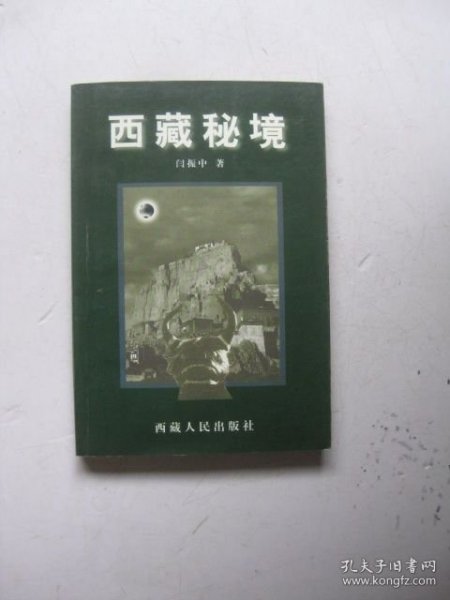 西藏秘境
闫振中 著
西藏人民出版社
孔夫子旧书网
www.kongfz.com